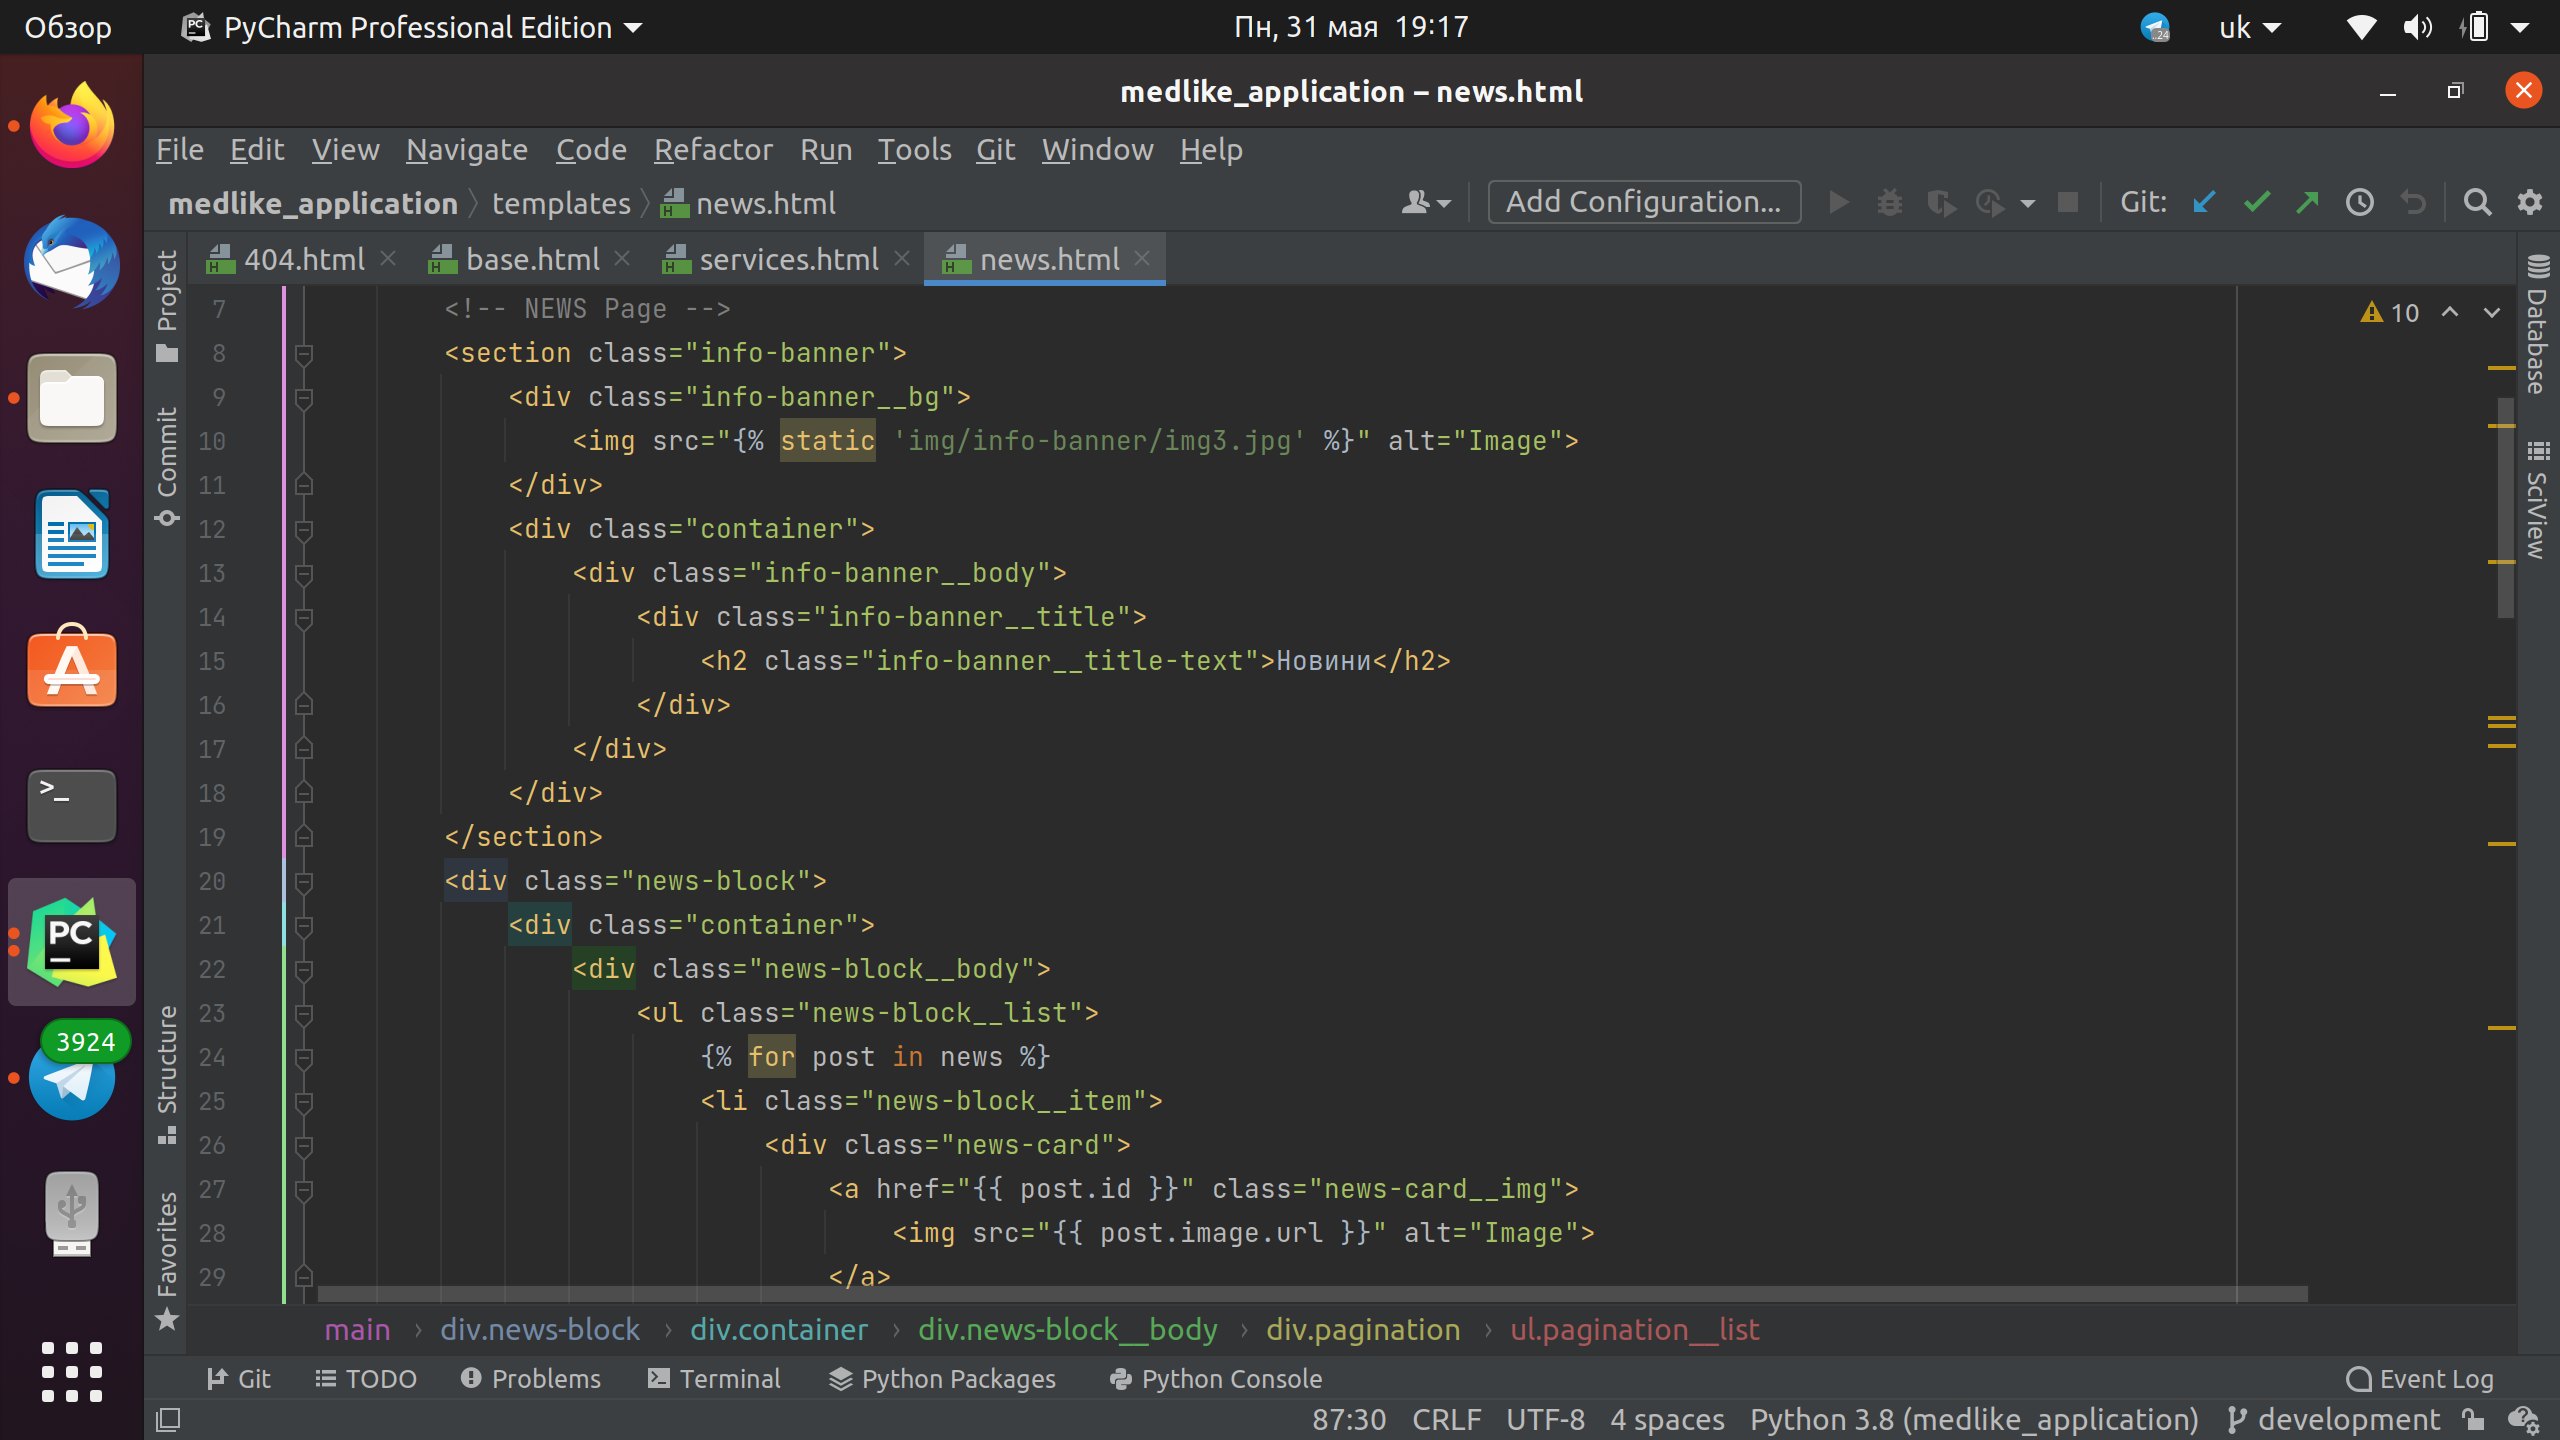 Обзор
PyCharm Professional Edition
Пн, 31 мая 19:17
24
uk
medlike_application – news.html
File Edit View Navigate Code Refactor Run Tools Git Window Help
medlike_application templates news.html
Add Configuration...
Git:
404.html base.html services.html news.html
10
7 <!-- NEWS Page -->
8 <section class="info-banner">
9 <div class="info-banner__bg">
10 <img src="{% static 'img/info-banner/img3.jpg' %}" alt="Image">
11 </div>
12 <div class="container">
13 <div class="info-banner__body">
14 <div class="info-banner__title">
15 <h2 class="info-banner__title-text">Новини</h2>
16 </div>
17 </div>
18 </div>
19 </section>
20 <div class="news-block">
21 <div class="container">
22 <div class="news-block__body">
23 <ul class="news-block__list">
24 {% for post in news %}
25 <li class="news-block__item">
26 <div class="news-card">
27 <a href="{{ post.id }}" class="news-card__img">
28 <img src="{{ post.image.url }}" alt="Image">
29 </a>
Project
Commit
Structure
Favorites
Database
SciView
PC
3924
>_
main › div.news-block › div.container › div.news-block__body › div.pagination › ul.pagination__list
Git TODO Problems Terminal Python Packages Python Console Event Log
87:30 CRLF UTF-8 4 spaces Python 3.8 (medlike_application) development